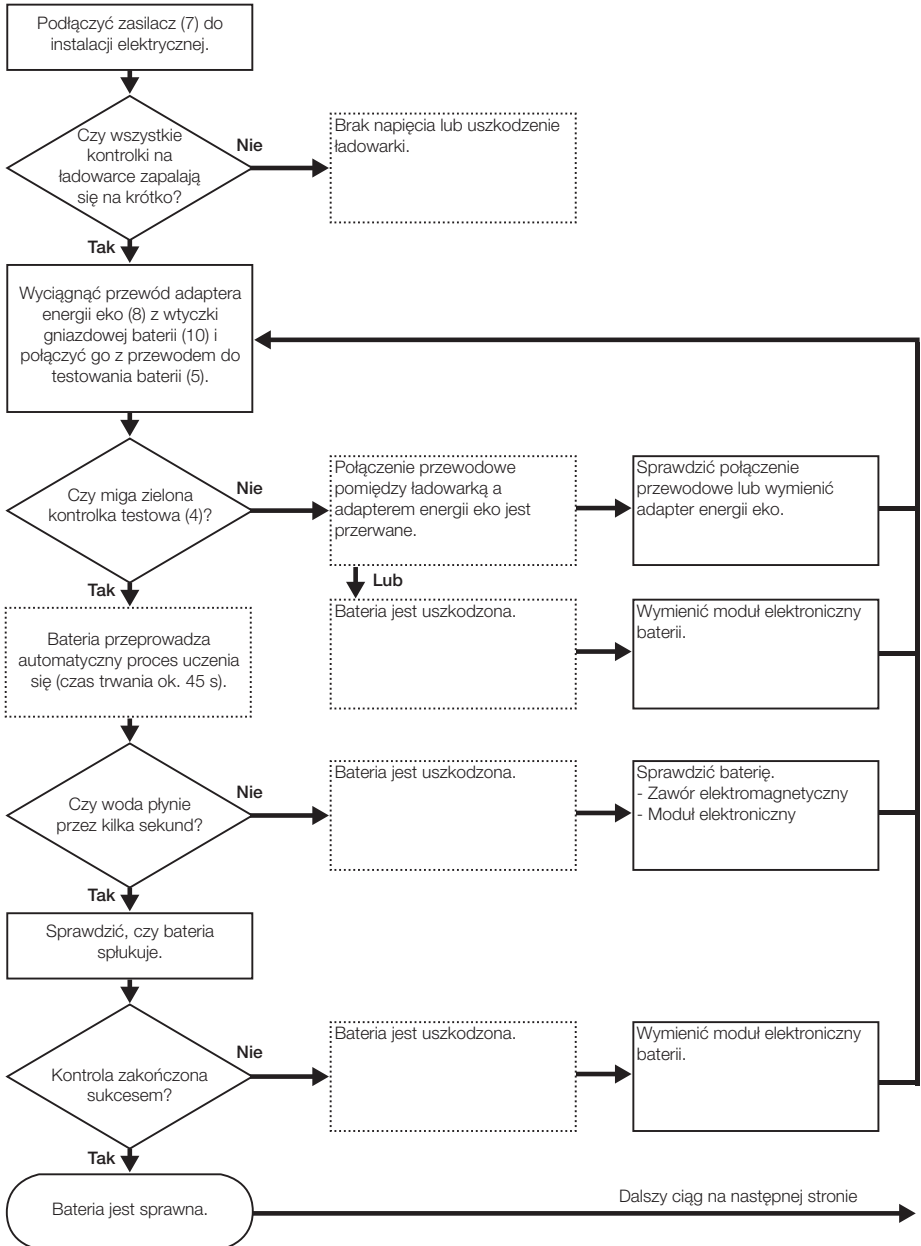 Podłączyć zasilacz (7) do
instalacji elektrycznej.
Czy wszystkie
kontrolki na
ładowarce zapalają
się na krótko?
Nie
Brak napięcia lub uszkodzenie
ładowarki.
Tak
Wyciągnąć przewód adaptera
energii eko (8) z wtyczki
gniazdowej baterii (10) i
połączyć go z przewodem do
testowania baterii (5).
Czy miga zielona
kontrolka testowa (4)?
Nie
Połączenie przewodowe
pomiędzy ładowarką a
adapterem energii eko jest
przerwane.
Sprawdzić połączenie
przewodowe lub wymienić
adapter energii eko.
Lub
Bateria jest uszkodzona.
Wymienić moduł elektroniczny
baterii.
Tak
Bateria przeprowadza
automatyczny proces uczenia
się (czas trwania ok. 45 s).
Czy woda płynie
przez kilka sekund?
Nie
Bateria jest uszkodzona.
Sprawdzić baterię.
- Zawór elektromagnetyczny
- Moduł elektroniczny
Tak
Sprawdzić, czy bateria
spłukuje.
Kontrola zakończona
sukcesem?
Nie
Bateria jest uszkodzona.
Wymienić moduł elektroniczny
baterii.
Tak
Bateria jest sprawna.
Dalszy ciąg na następnej stronie